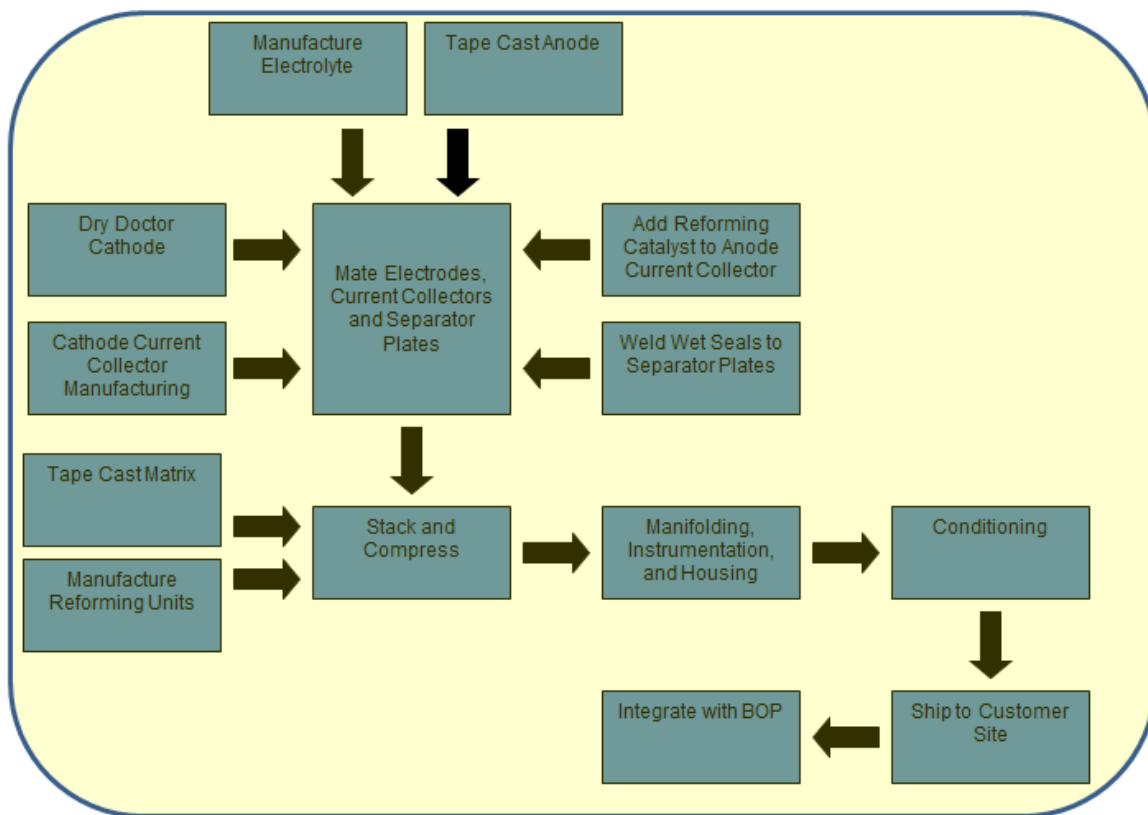 Manufacture
Electrolyte
Tape Cast Anode
Dry Doctor
Cathode
Mate Electrodes,
Current Collectors
and Separator
Plates
Add Reforming
Catalyst to Anode
Current Collector
Cathode Current
Collector
Manufacturing
Weld Wet Seals to
Separator Plates
Tape Cast Matrix
Stack and
Compress
Manifolding,
Instrumentation,
and Housing
Conditioning
Manufacture
Reforming Units
Integrate with BOP
Ship to Customer
Site